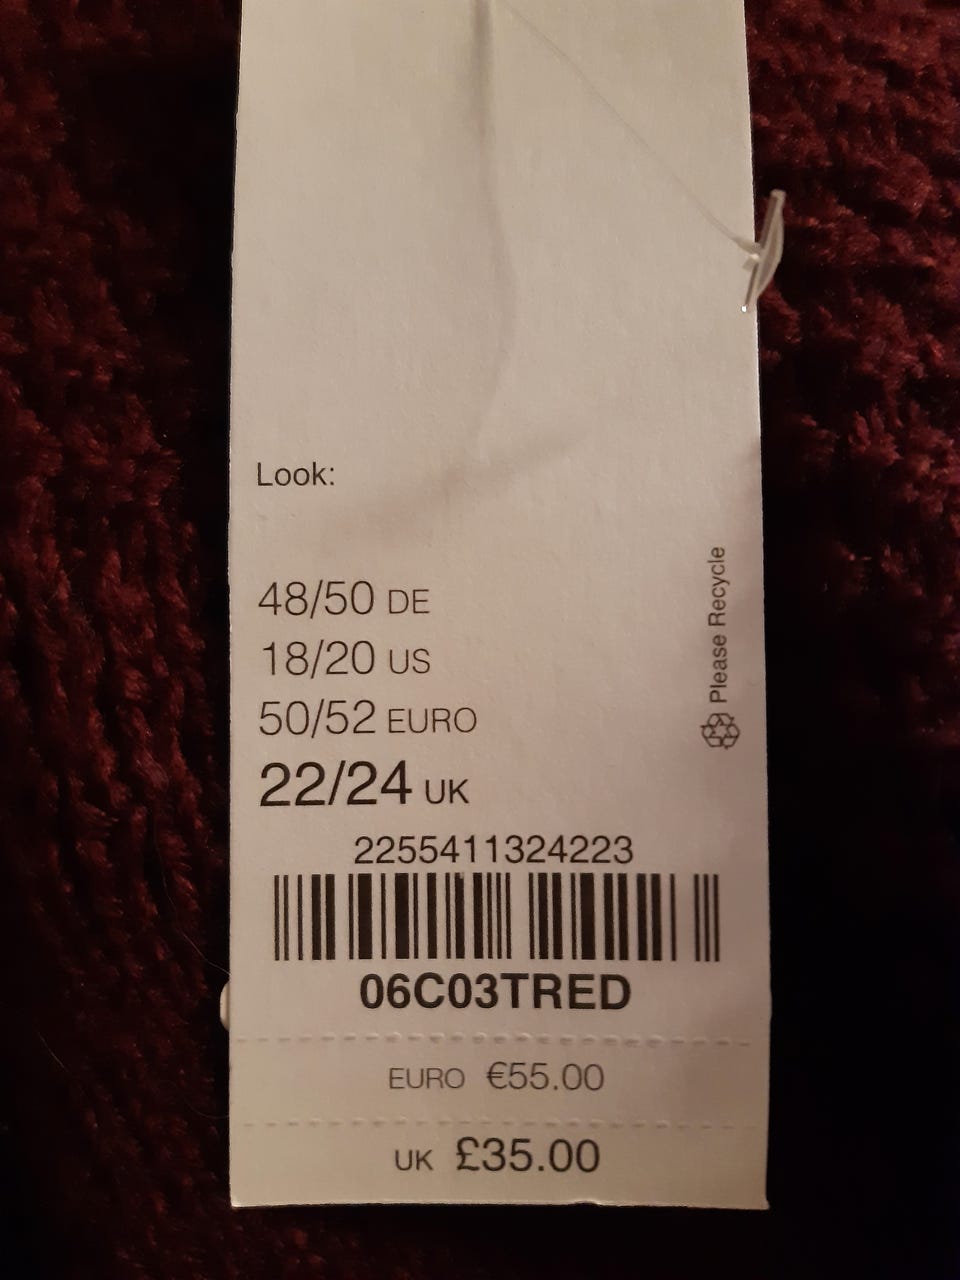 Look:
48/50 DE
18/20 US
50/52 EURO
22/24 UK
Please Recycle
2255411324223
06C03TRED
EURO €55.00
UK £35.00